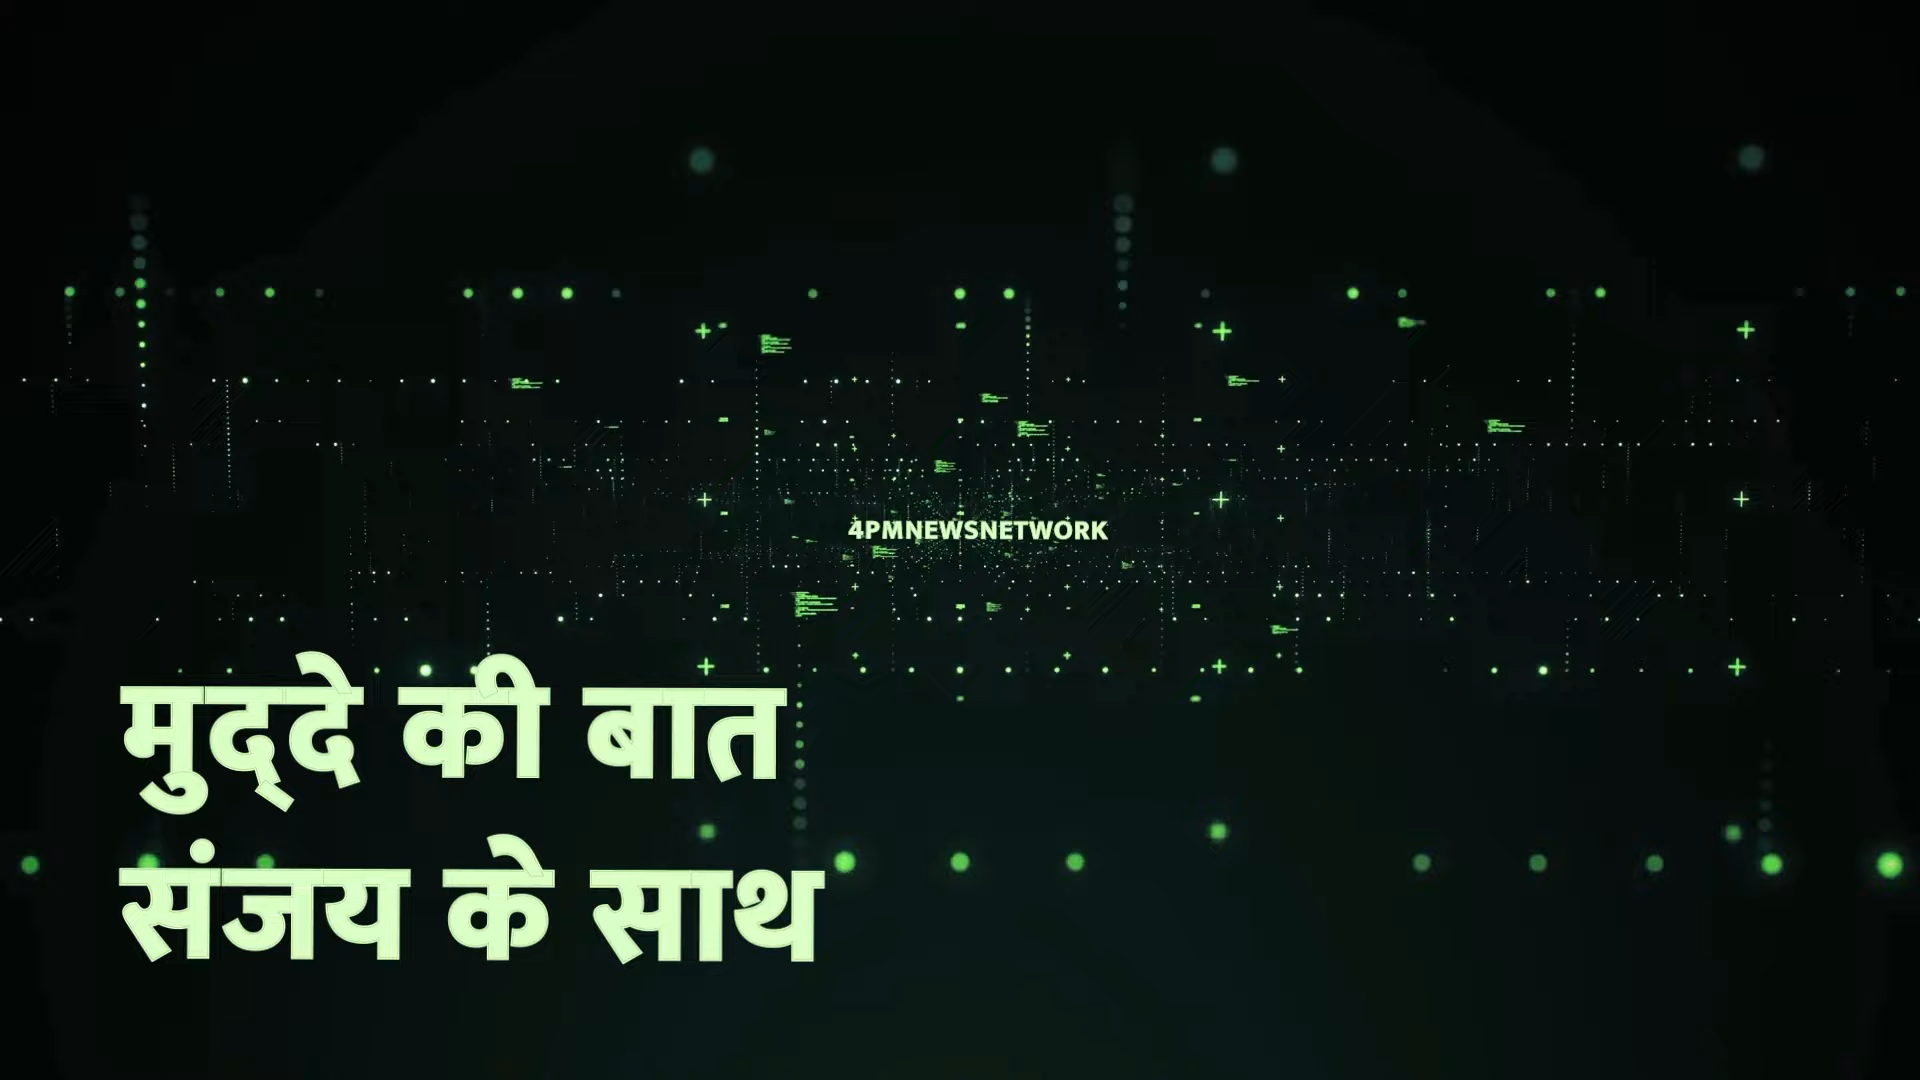 4PMNEWSNETWORK
मुद्‌दे की बात
संजय के साथ